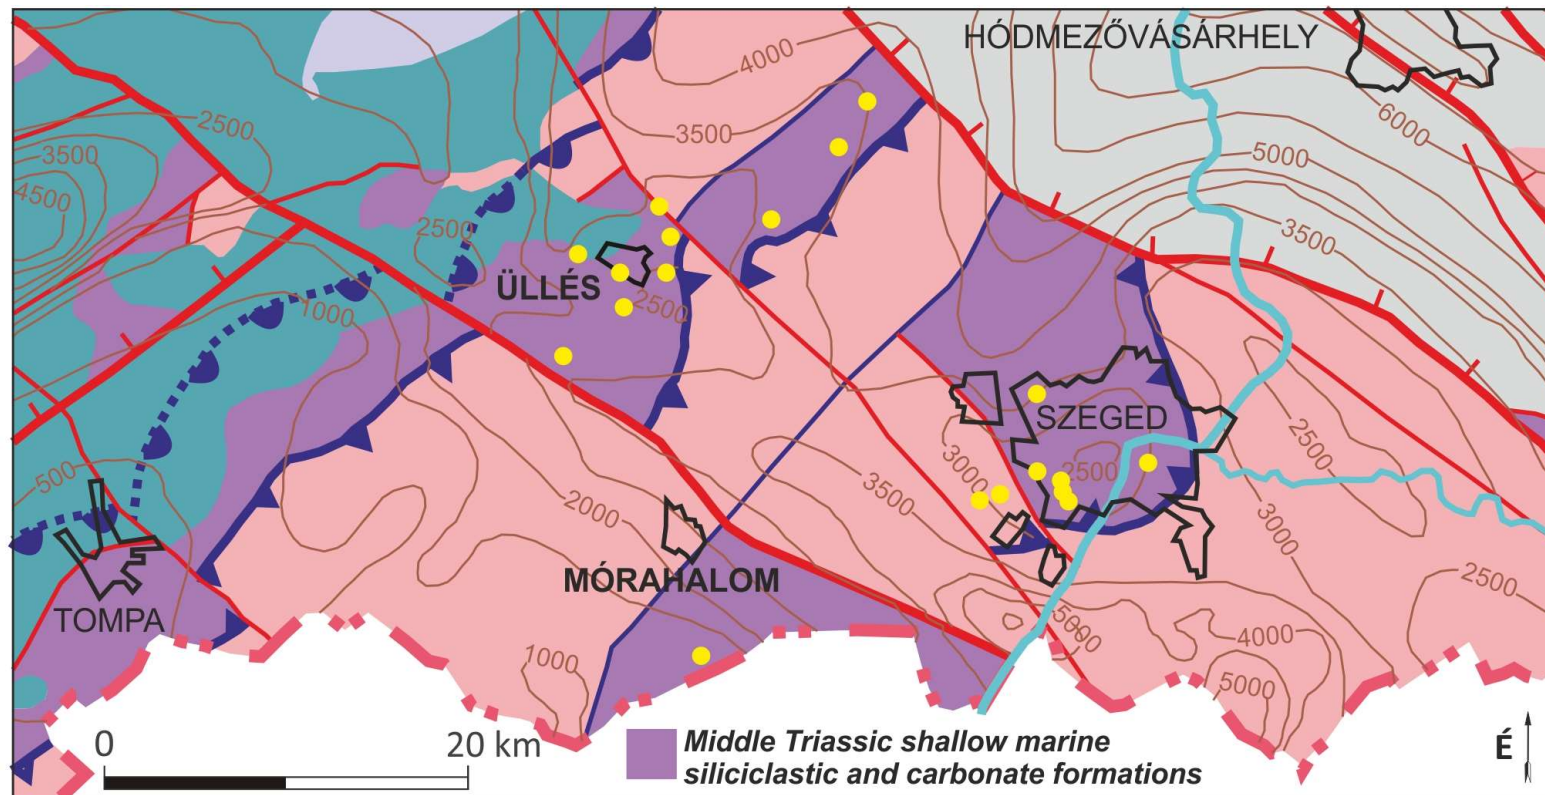 HÓDMEZŐVÁSÁRHELY
4000
6000
2500
3500
3500
5000
4500
3500
2500
ÜLLÉS
2500
1000
SZEGED
2500
3000
2500
500
3500
2000
3000
MÓRAHALOM
2500
TOMPA
5000
4000
1000
5000
0
20 km
Middle Triassic shallow marine
siliciclastic and carbonate formations
É